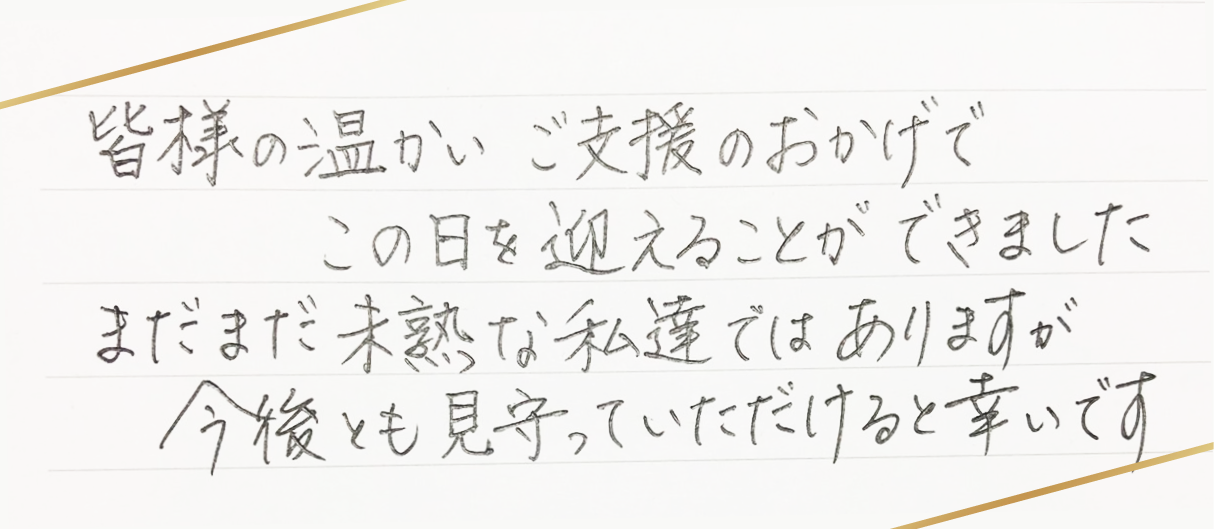 皆様の温かい ご支援のおかげで
この日を迎えることができました
まだまだ未熟な私達ではありますが
今後とも見守っていただけると幸いです